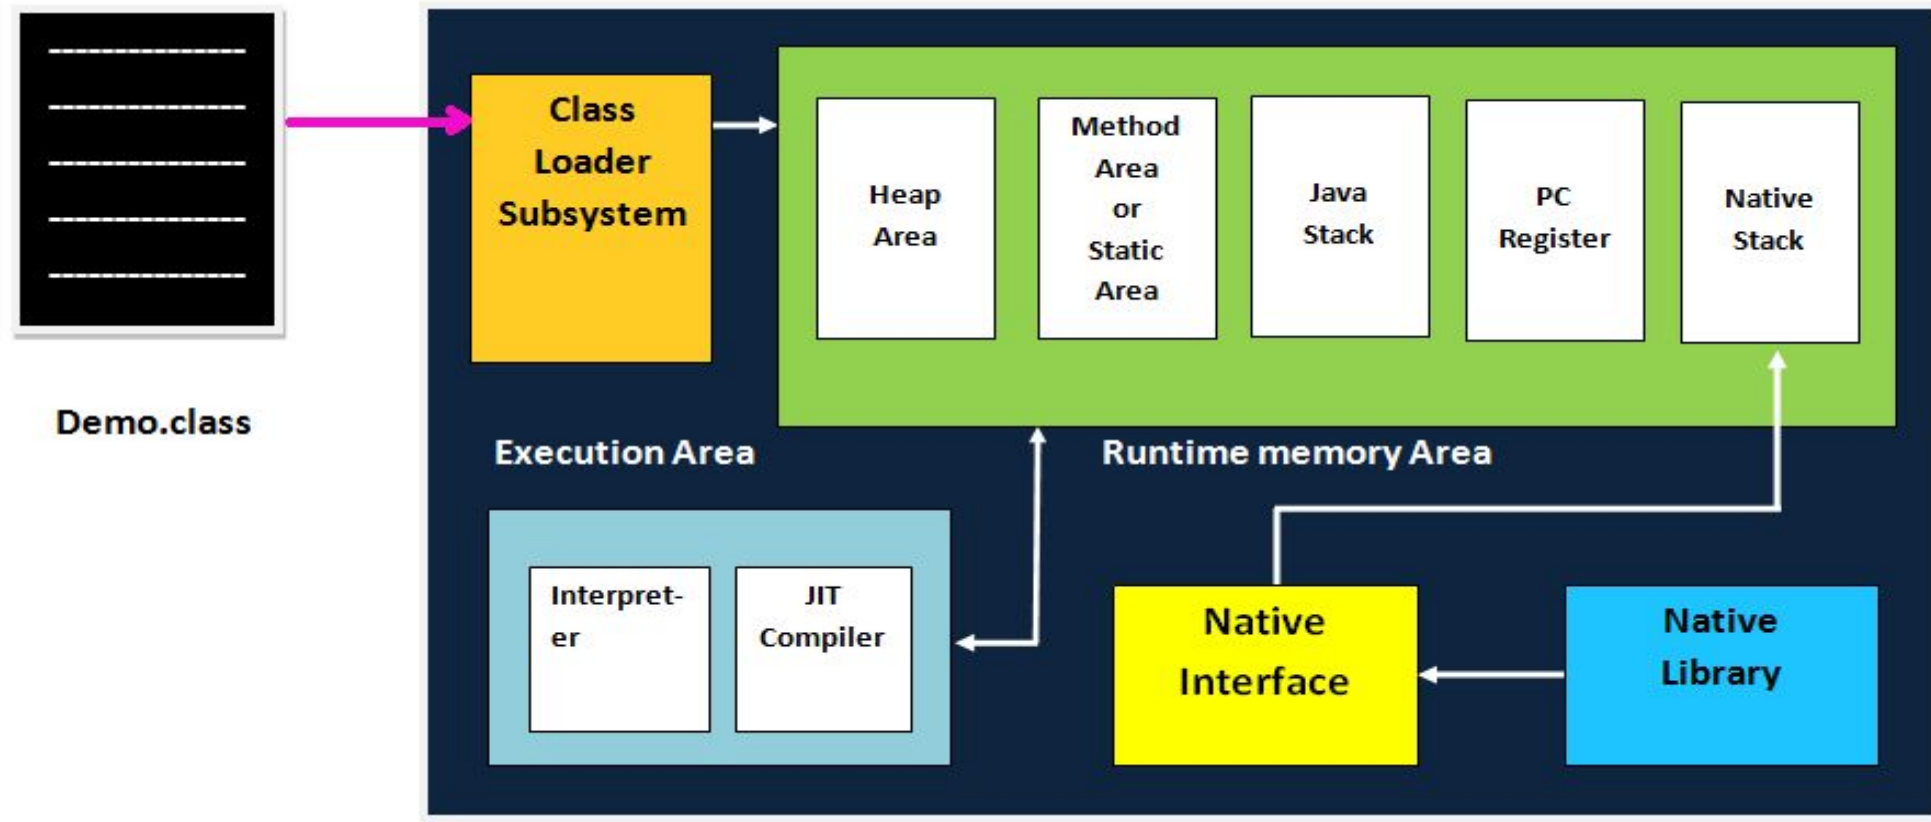 Class
Loader
Subsystem
Heap
Area
Method
Area
or
Static
Area
Java
Stack
PC
Register
Native
Stack
Demo.class
Execution Area
Runtime memory Area
Interpret-
er
JIT
Compiler
Native
Interface
Native
Library